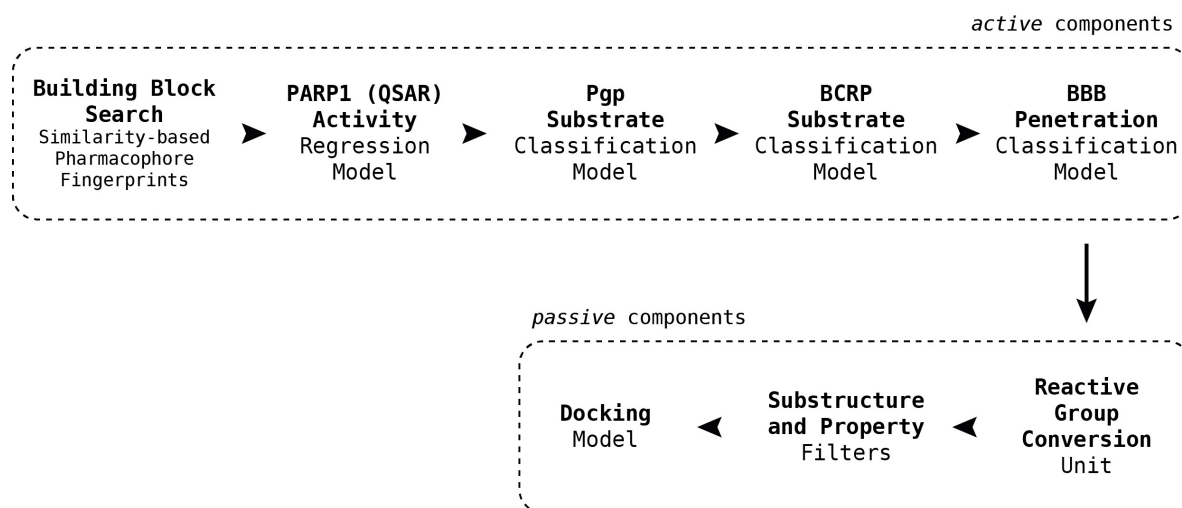 active components
Building Block
Search
Similarity-based
Pharmacophore
Fingerprints
PARP1 (QSAR)
Activity
Regression
Model
Pgp
Substrate
Classification
Model
BCRP
Substrate
Classification
Model
BBB
Penetration
Classification
Model
passive components
Docking
Model
Substructure
and Property
Filters
Reactive
Group
Conversion
Unit